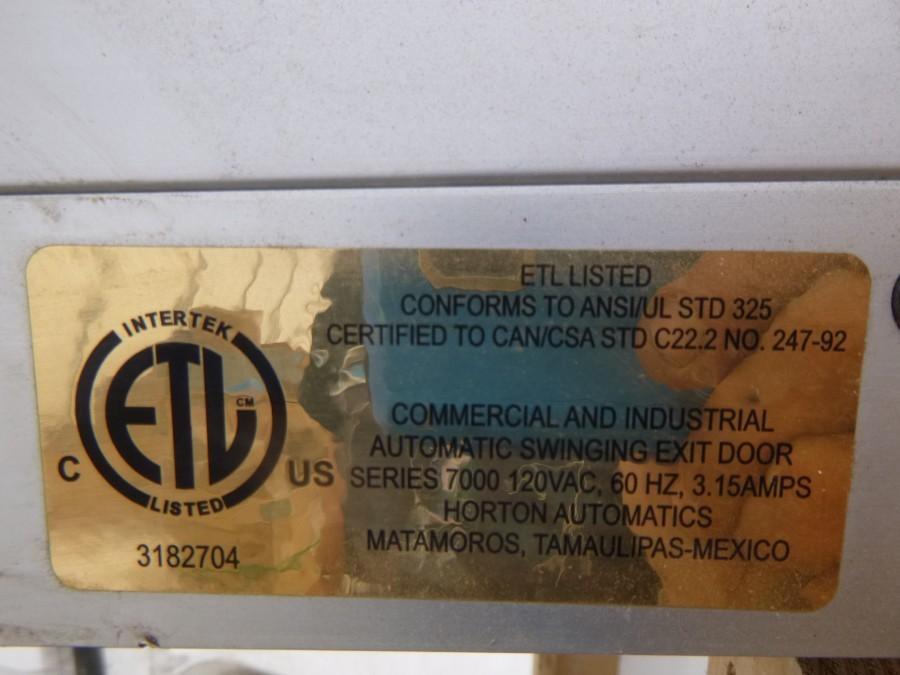 INTERTEK
ETL CM
LISTED
C
US
3182704
ETL LISTED
CONFORMS TO ANSI/UL STD 325
CERTIFIED TO CAN/CSA STD C22.2 NO. 247-92
COMMERCIAL AND INDUSTRIAL
AUTOMATIC SWINGING EXIT DOOR
SERIES 7000 120VAC, 60 HZ, 3.15AMPS
HORTON AUTOMATICS
MATAMOROS, TAMAULIPAS-MEXICO